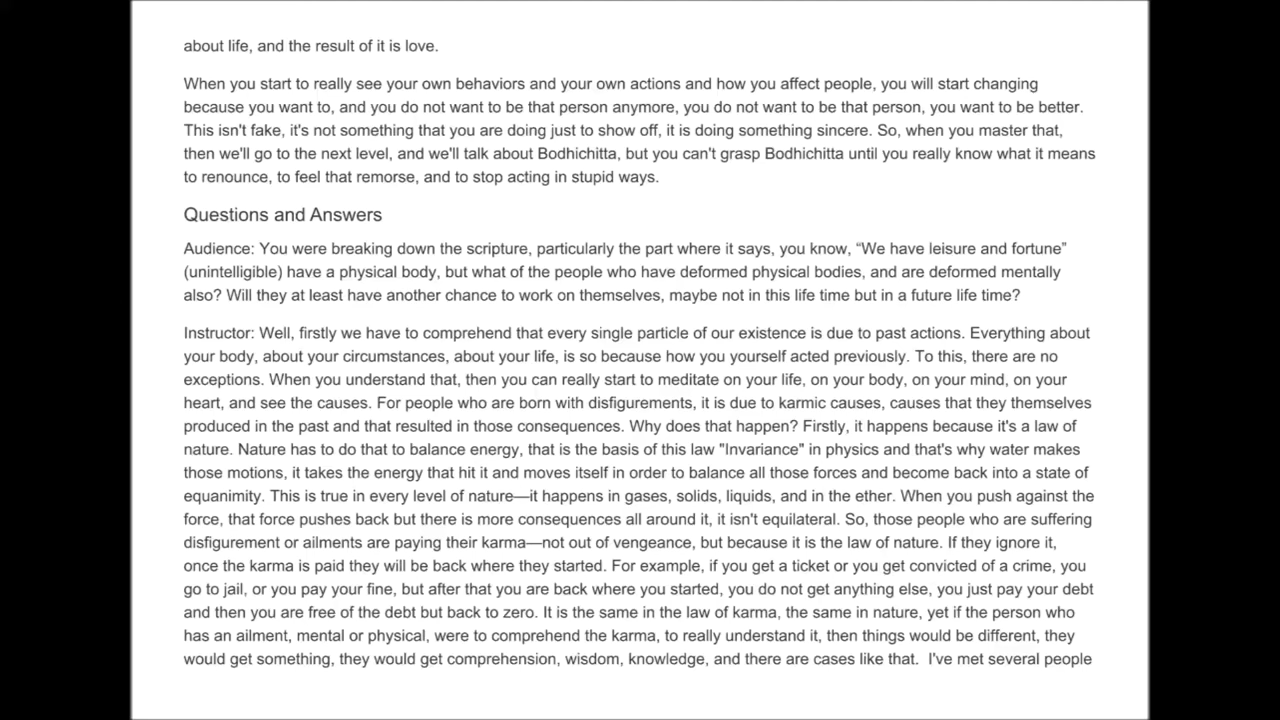 about life, and the result of it is love.
When you start to really see your own behaviors and your own actions and how you affect people, you will start changing
because you want to, and you do not want to be that person anymore, you do not want to be that person, you want to be better.
This isn't fake, it's not something that you are doing just to show off, it is doing something sincere. So, when you master that,
then we'll go to the next level, and we'll talk about Bodhichitta, but you can't grasp Bodhichitta until you really know what it means
to renounce, to feel that remorse, and to stop acting in stupid ways.
Questions and Answers
Audience: You were breaking down the scripture, particularly the part where it says, you know, “We have leisure and fortune”
(unintelligible) have a physical body, but what of the people who have deformed physical bodies, and are deformed mentally
also? Will they at least have another chance to work on themselves, maybe not in this life time but in a future life time?
Instructor: Well, firstly we have to comprehend that every single particle of our existence is due to past actions. Everything about
your body, about your circumstances, about your life, is so because how you yourself acted previously. To this, there are no
exceptions. When you understand that, then you can really start to meditate on your life, on your body, on your mind, on your
heart, and see the causes. For people who are born with disfigurements, it is due to karmic causes, causes that they themselves
produced in the past and that resulted in those consequences. Why does that happen? Firstly, it happens because it's a law of
nature. Nature has to do that to balance energy, that is the basis of this law "Invariance" in physics and that's why water makes
those motions, it takes the energy that hit it and moves itself in order to balance all those forces and become back into a state of
equanimity. This is true in every level of nature—it happens in gases, solids, liquids, and in the ether. When you push against the
force, that force pushes back but there is more consequences all around it, it isn't equilateral. So, those people who are suffering
disfigurement or ailments are paying their karma—not out of vengeance, but because it is the law of nature. If they ignore it,
once the karma is paid they will be back where they started. For example, if you get a ticket or you get convicted of a crime, you
go to jail, or you pay your fine, but after that you are back where you started, you do not get anything else, you just pay your debt
and then you are free of the debt but back to zero. It is the same in the law of karma, the same in nature, yet if the person who
has an ailment, mental or physical, were to comprehend the karma, to really understand it, then things would be different, they
would get something, they would get comprehension, wisdom, knowledge, and there are cases like that.  I've met several people